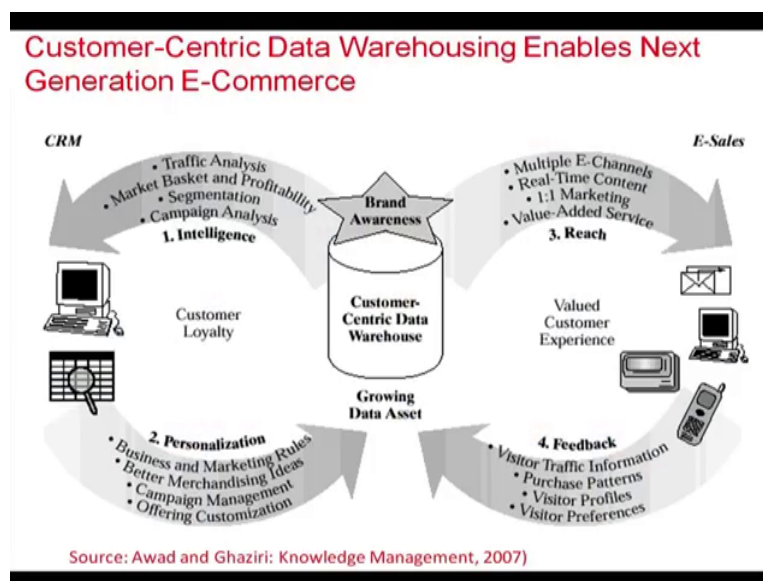 Customer-Centric Data Warehousing Enables Next
Generation E-Commerce
CRM
• Traffic Analysis
• Market Basket and Profitability
• Segmentation
• Campaign Analysis
1. Intelligence
Customer
Loyalty
2. Personalization
• Business and Marketing Rules
• Better Merchandising Ideas
• Campaign Management
• Offering Customization
Brand
Awareness
Customer-
Centric Data
Warehouse
Growing
Data Asset
E-Sales
• Multiple E-Channels
• Real-Time Content
• 1:1 Marketing
• Value-Added Service
3. Reach
Valued
Customer
Experience
4. Feedback
• Visitor Traffic Information
• Purchase Patterns
• Visitor Profiles
• Visitor Preferences
Source: Awad and Ghaziri: Knowledge Management, 2007)